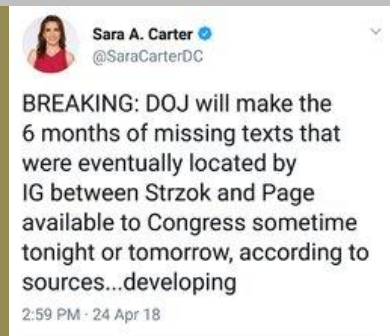 Sara A. Carter
@SaraCarterDC
BREAKING: DOJ will make the
6 months of missing texts that
were eventually located by
IG between Strzok and Page
available to Congress sometime
tonight or tomorrow, according to
sources...developing
2:59 PM · 24 Apr 18